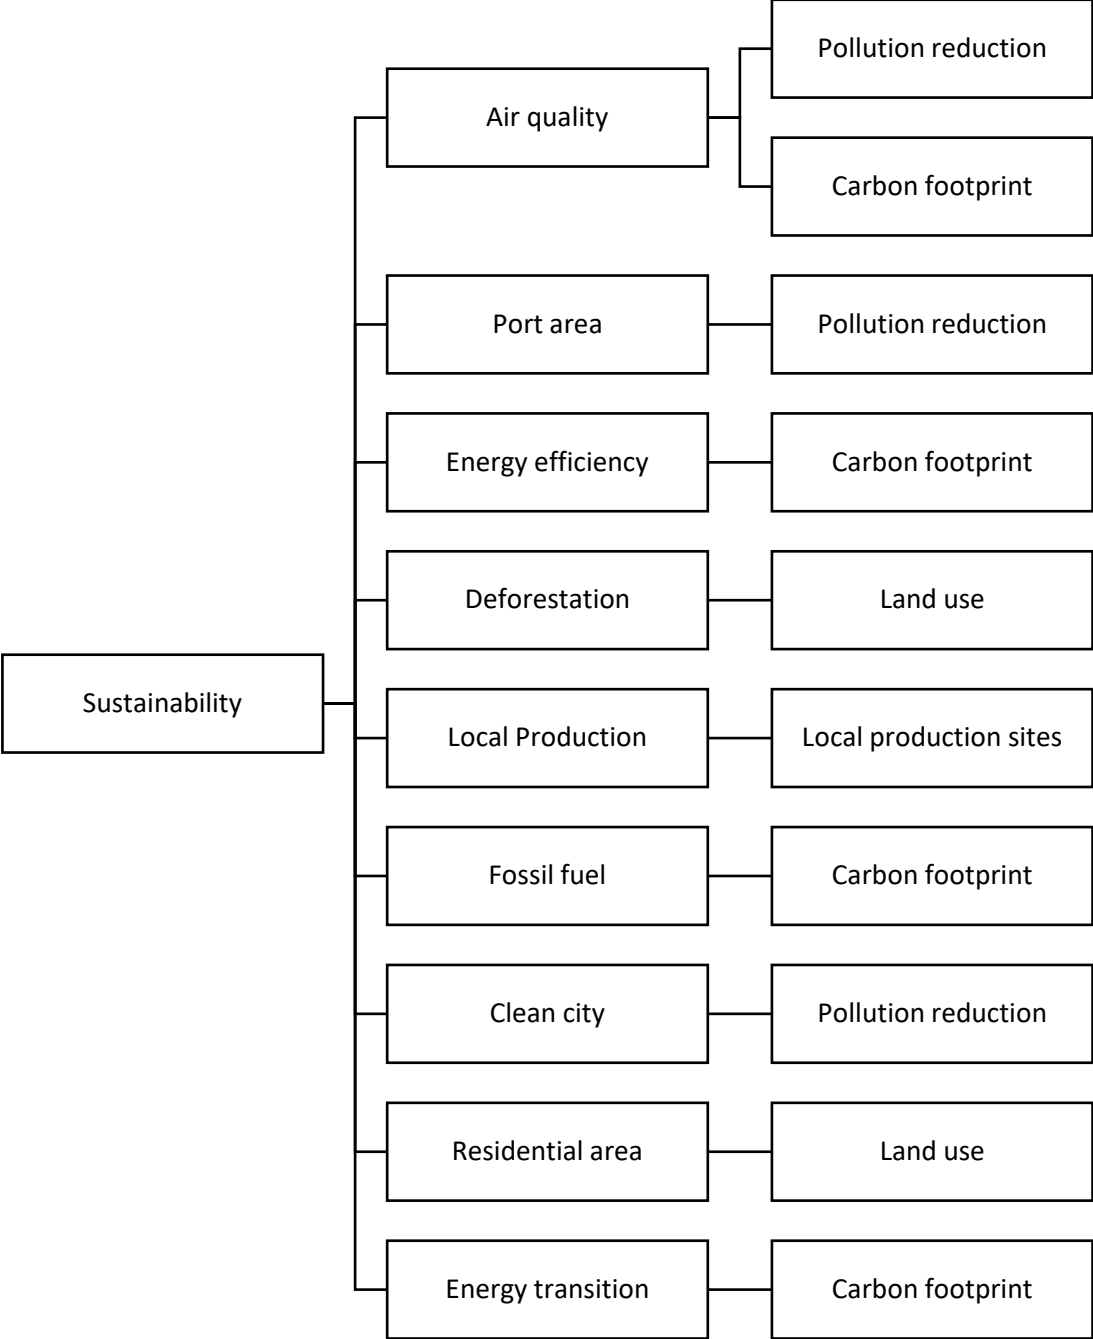 Pollution reduction
Air quality
Carbon footprint
Port area
Pollution reduction
Energy efficiency
Carbon footprint
Deforestation
Land use
Sustainability
Local Production
Local production sites
Fossil fuel
Carbon footprint
Clean city
Pollution reduction
Residential area
Land use
Energy transition
Carbon footprint